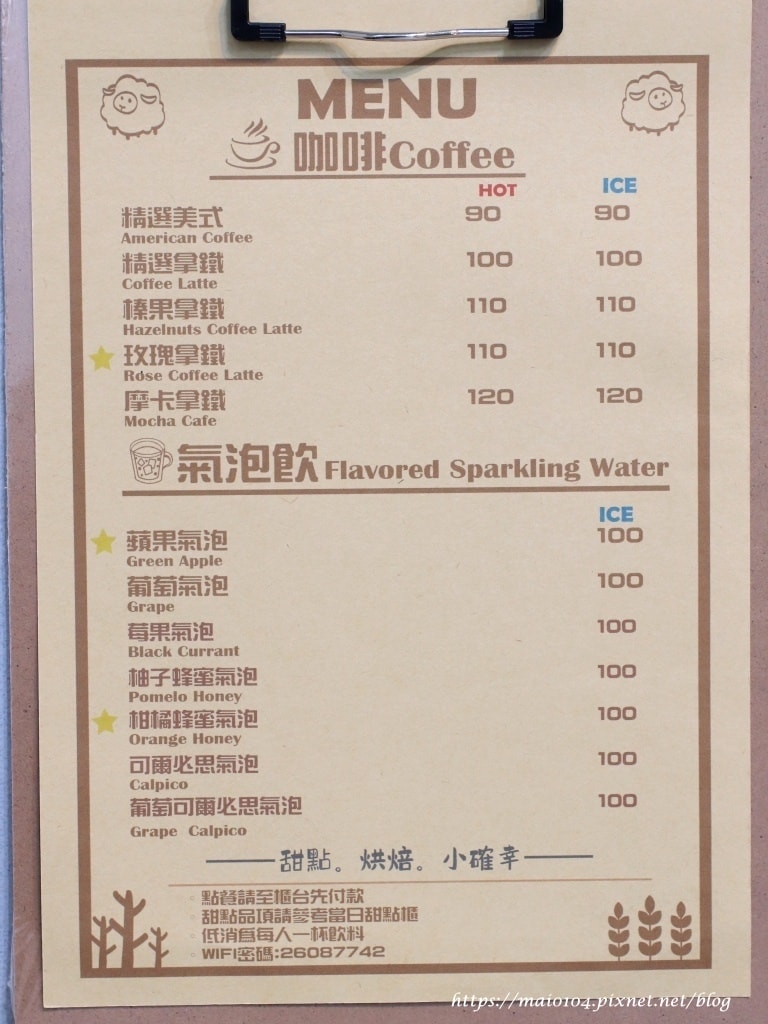 MENU
咖啡Coffee
HOT ICE
精選美式 90 90
American Coffee
精選拿鐵 100 100
Coffee Latte
榛果拿鐵 110 110
Hazelnuts Coffee Latte
玫瑰拿鐵 110 110
Rose Coffee Latte
摩卡拿鐵 120 120
Mocha Cafe
氣泡飲Flavored Sparkling Water
ICE
蘋果氣泡 100
Green Apple
葡萄氣泡 100
Grape
莓果氣泡 100
Black Currant
柚子蜂蜜氣泡 100
Pomelo Honey
柑橘蜂蜜氣泡 100
Orange Honey
可爾必思氣泡 100
Calpico
葡萄可爾必思氣泡 100
Grape Calpico
甜點。烘焙。小確幸
點餐請至櫃台先付款
甜點品項請參考當日甜點櫃
低消為每人一杯飲料
WIFI密碼:26087742
https://maio104.pixnet.net/blog